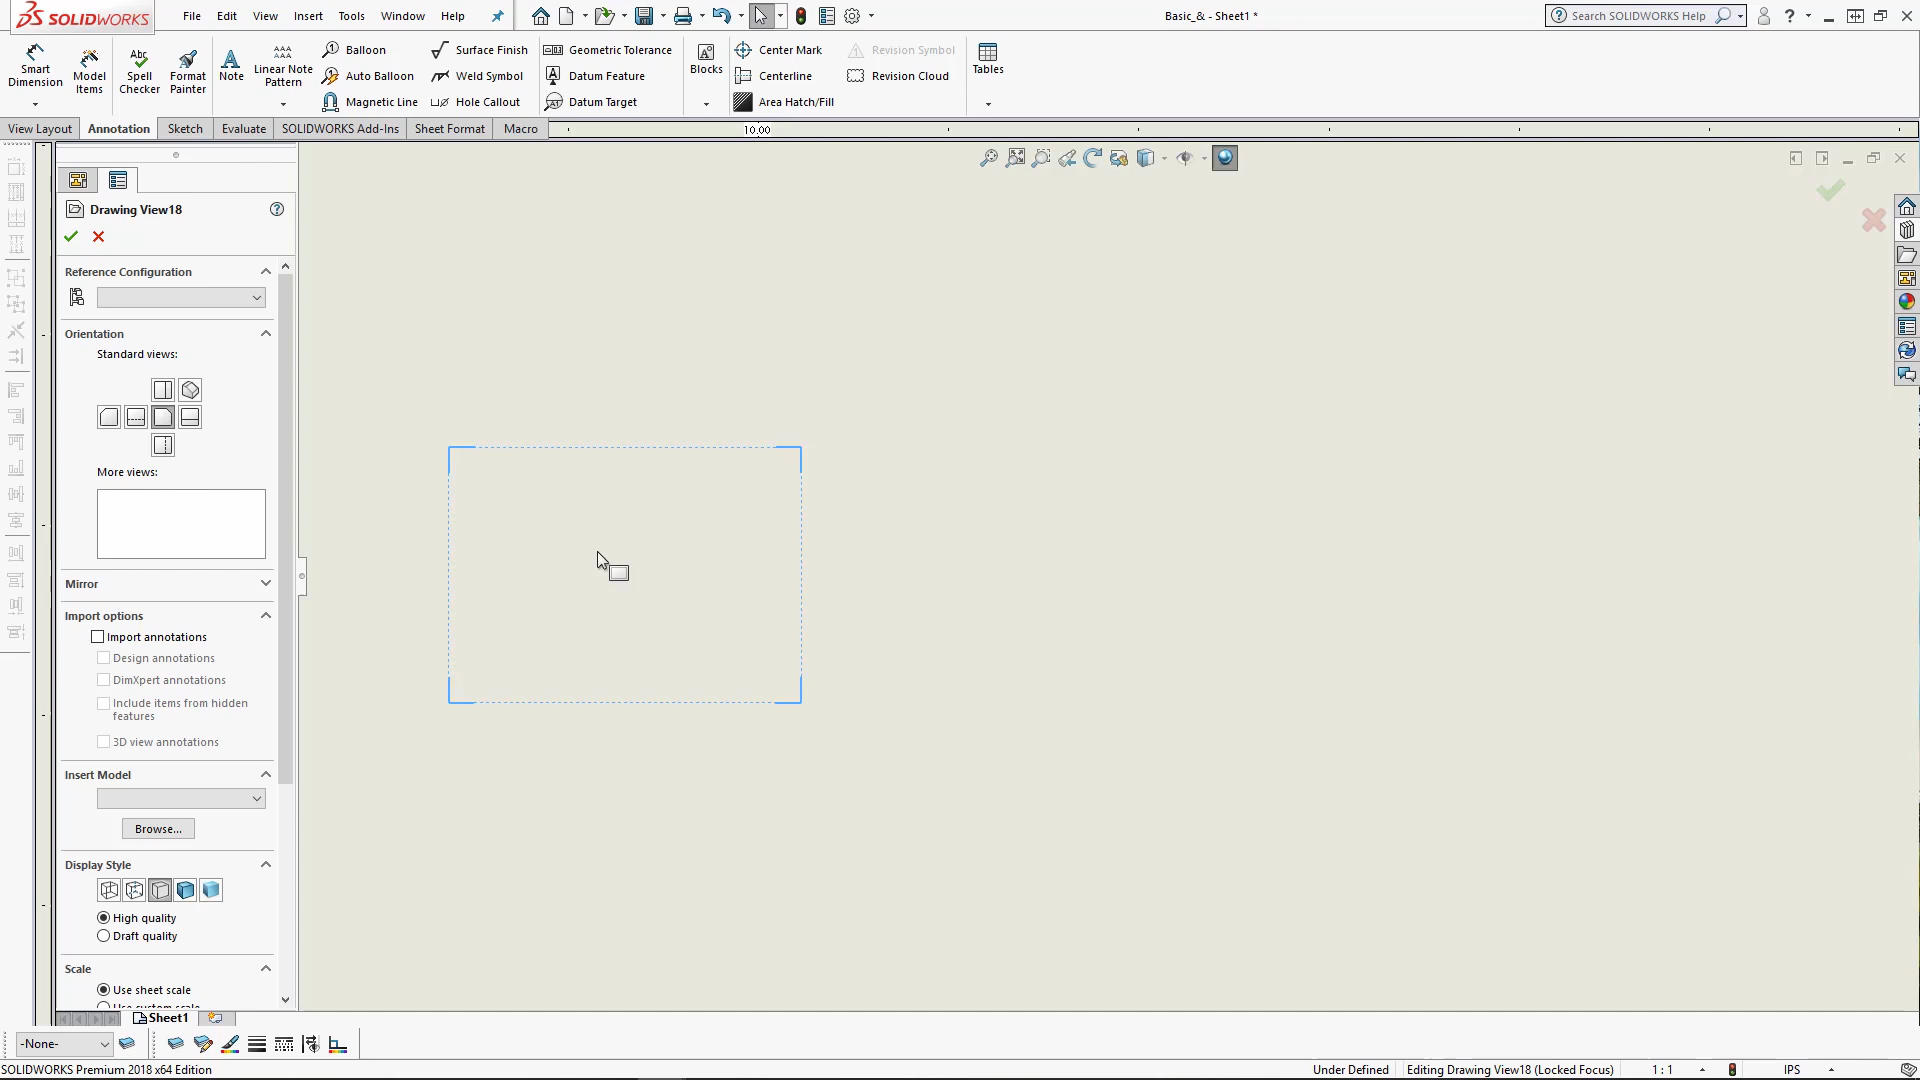 SOLIDWORKS
File Edit View Insert Tools Window Help
Basic_& - Sheet1 *
Search SOLIDWORKS Help
Smart Dimension
Model Items
Spell Checker
Format Painter
Note
Linear Note Pattern
Balloon
Auto Balloon
Magnetic Line
Surface Finish
Weld Symbol
Hole Callout
Geometric Tolerance
Datum Feature
Datum Target
Blocks
Center Mark
Centerline
Area Hatch/Fill
Revision Symbol
Revision Cloud
Tables
View Layout Annotation Sketch Evaluate SOLIDWORKS Add-Ins Sheet Format Macro
10.00
Drawing View18
Reference Configuration
Orientation
Standard views:
More views:
Mirror
Import options
Import annotations
Design annotations
DimXpert annotations
Include items from hidden
features
3D view annotations
Insert Model
Browse...
Display Style
High quality
Draft quality
Scale
Use sheet scale
Use custom scale
Sheet1
-None-
SOLIDWORKS Premium 2018 x64 Edition
Under Defined Editing Drawing View18 (Locked Focus) 1 : 1 IPS